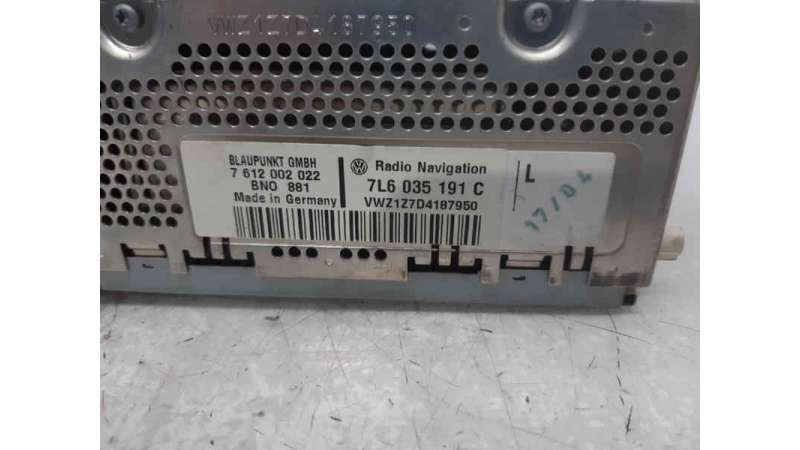 VWZ1Z7D4187950
BLAUPUNKT GMBH
7 612 002 022
BNO 881
Made in Germany
Radio Navigation
7L6 035 191 C
VWZ1Z7D4187950
L
17/04